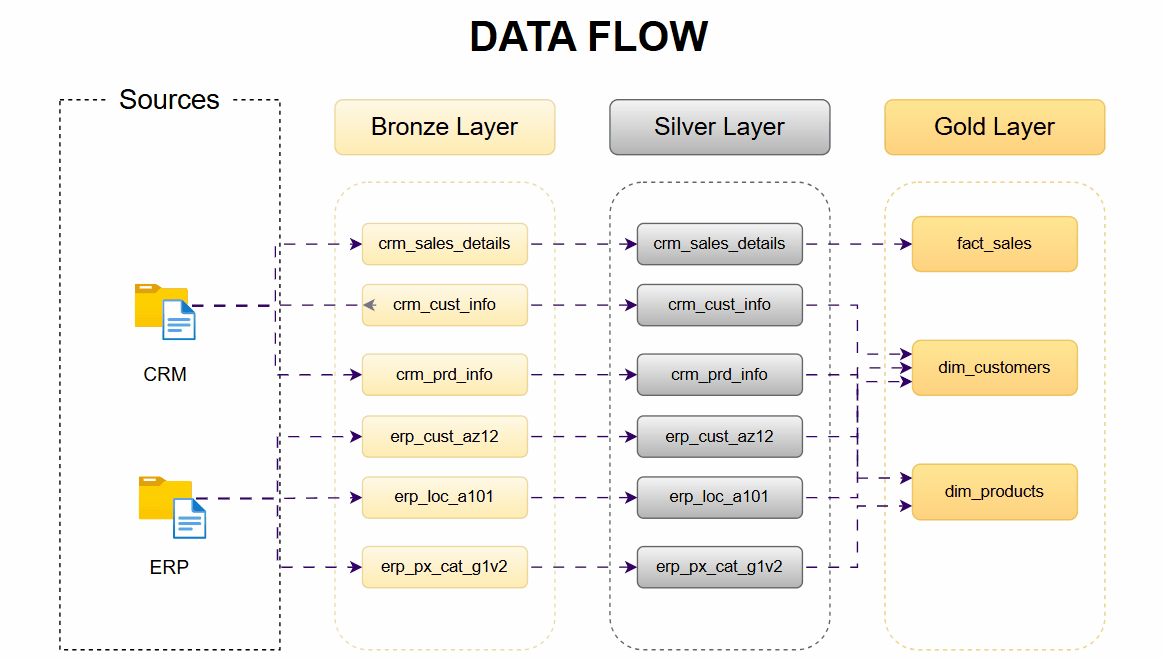 DATA FLOW
Sources
Bronze Layer
Silver Layer
Gold Layer
crm_sales_details
crm_sales_details
fact_sales
crm_cust_info
crm_cust_info
CRM
crm_prd_info
crm_prd_info
dim_customers
erp_cust_az12
erp_cust_az12
erp_loc_a101
erp_loc_a101
dim_products
ERP
erp_px_cat_g1v2
erp_px_cat_g1v2